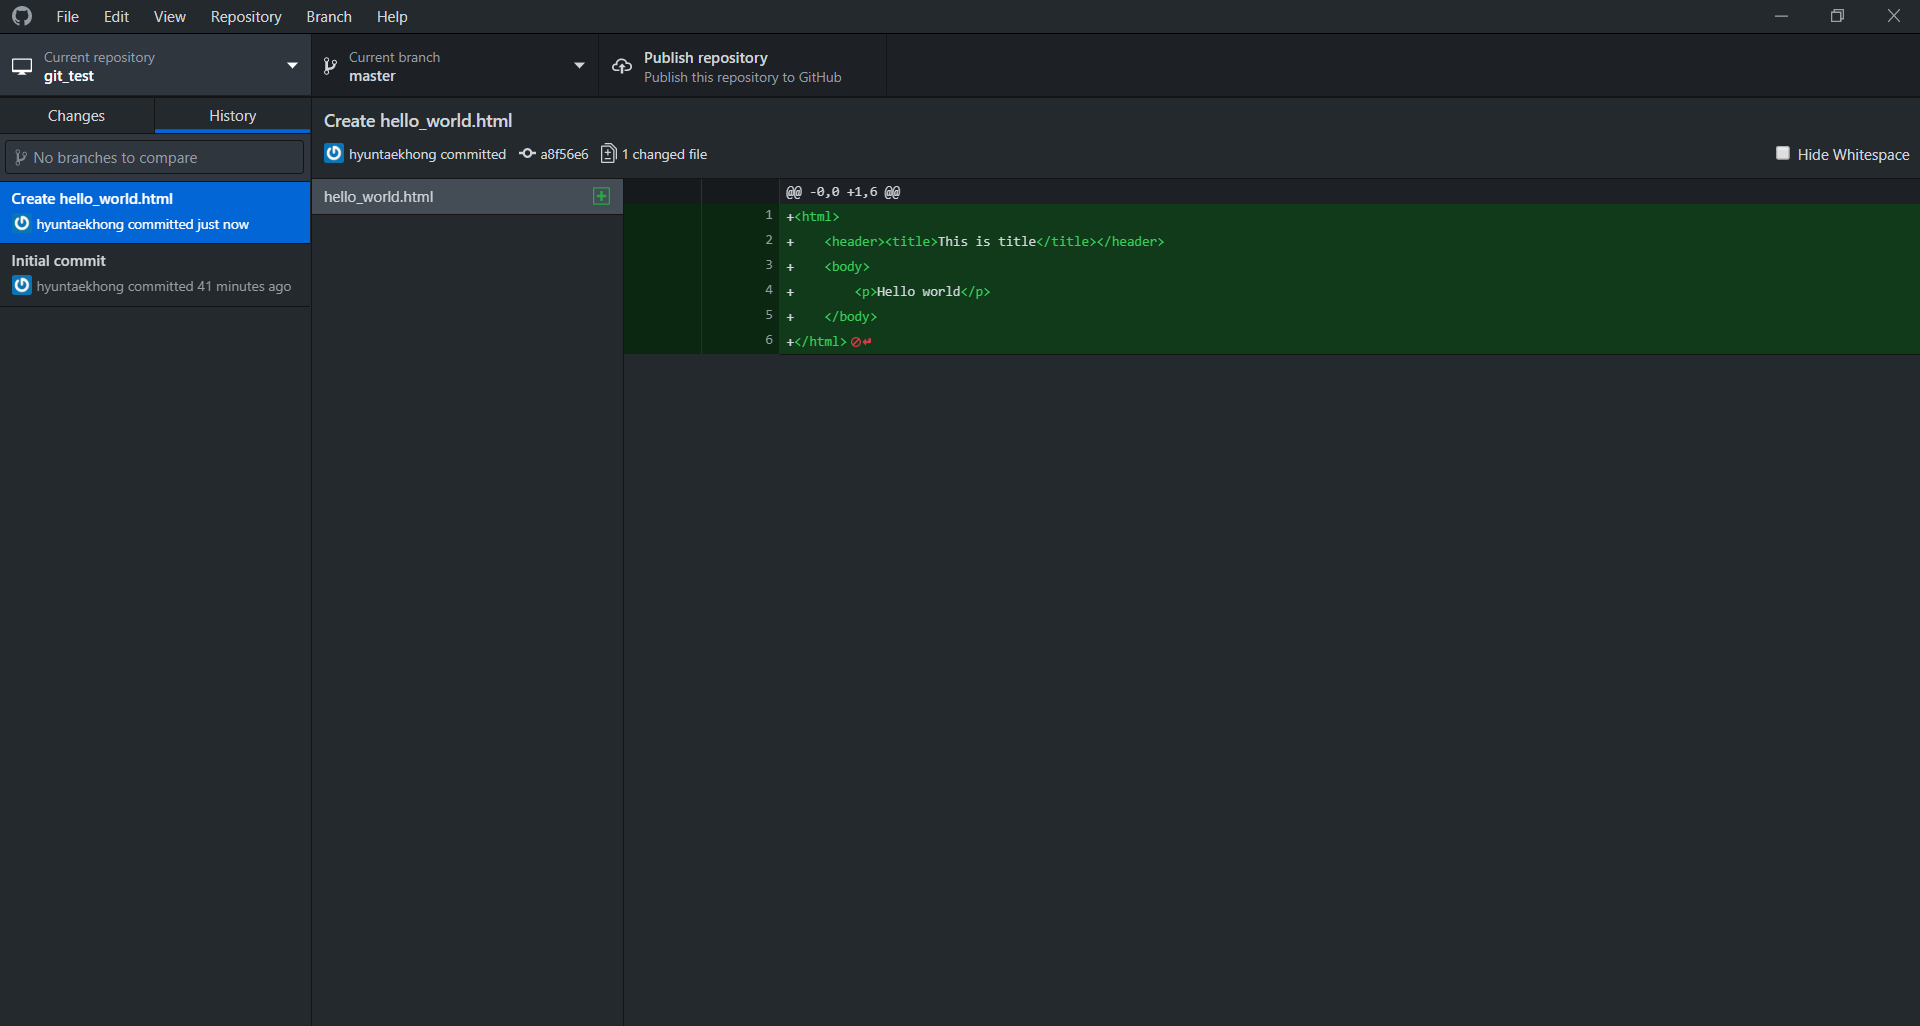 File Edit View Repository Branch Help
Current repository
git_test
Current branch
master
Publish repository
Publish this repository to GitHub
Changes
History
No branches to compare
Create hello_world.html
hyuntaekhong committed just now
Initial commit
hyuntaekhong committed 41 minutes ago
Create hello_world.html
hyuntaekhong committed a8f56e6 1 changed file
Hide Whitespace
hello_world.html
@@ -0,0 +1,6 @@
1 +<html>
2 +    <header><title>This is title</title></header>
3 +    <body>
4 +        <p>Hello world</p>
5 +    </body>
6 +</html>